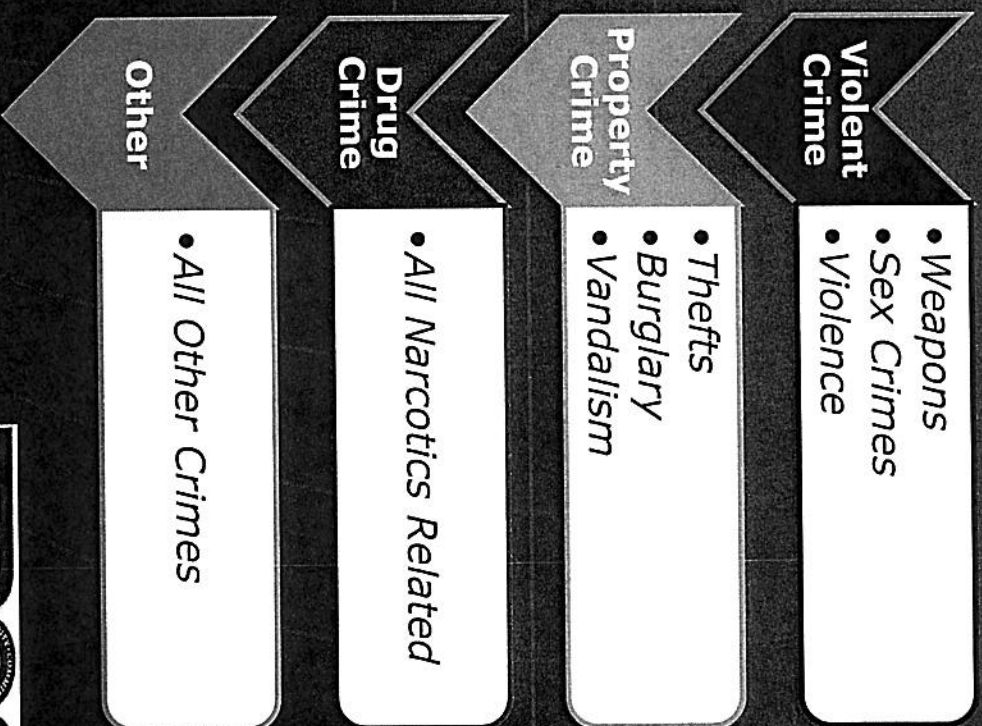 Violent
Crime
•Weapons
•Sex Crimes
•Violence
Property
Crime
•Thefts
•Burglary
•Vandalism
Drug
Crime
•All Narcotics Related
Other
•All Other Crimes